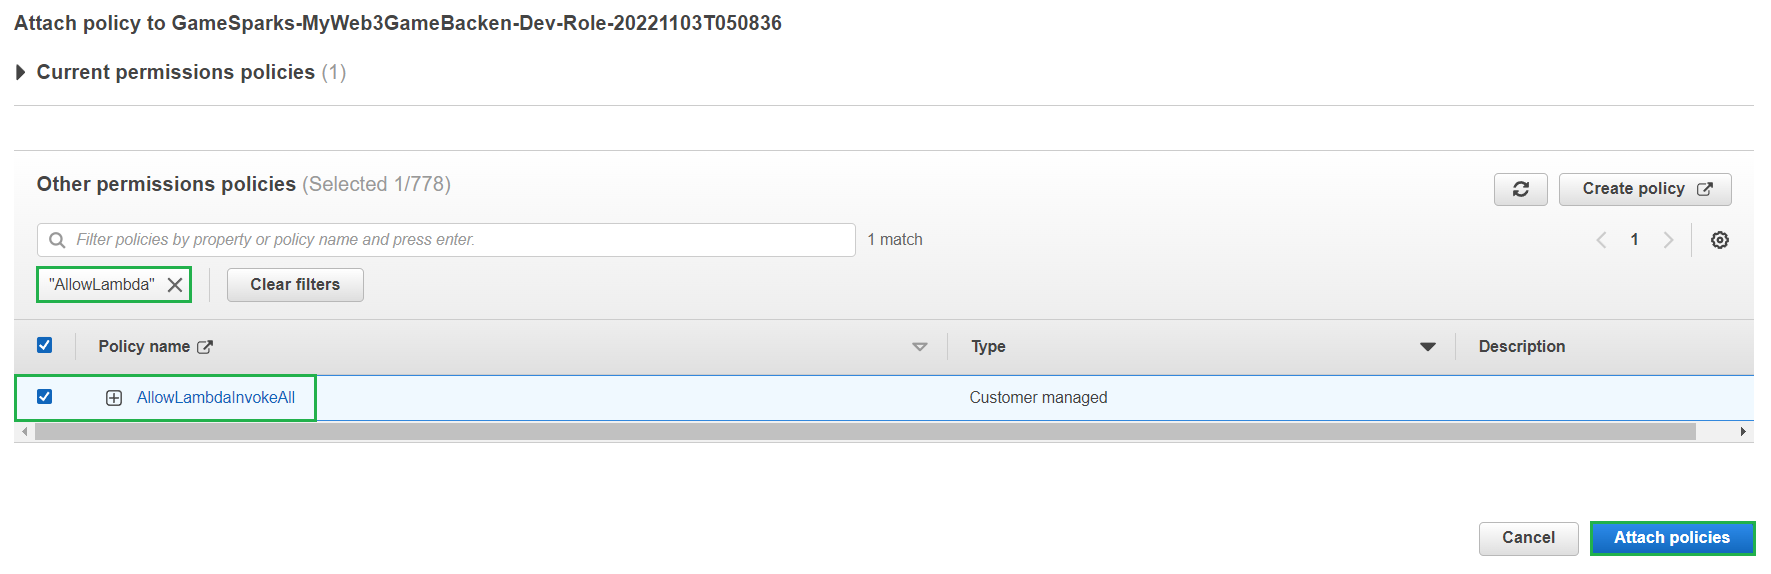 Attach policy to GameSparks-MyWeb3GameBacken-Dev-Role-20221103T050836
Current permissions policies (1)
Other permissions policies (Selected 1/778)
Create policy
Filter policies by property or policy name and press enter.
1 match
1
"AllowLambda"
Clear filters
Policy name
Type
Description
AllowLambdaInvokeAll
Customer managed
Cancel
Attach policies